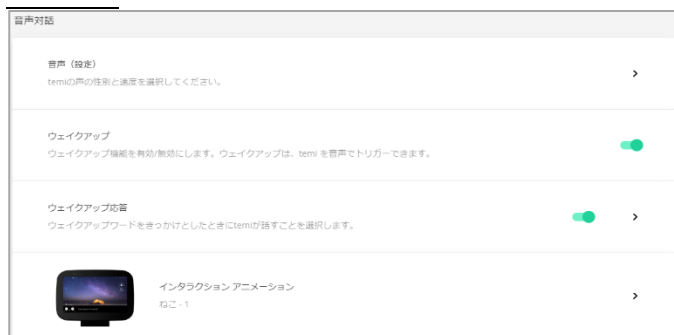 音声対話
音声（設定）
temiの声の性別と速度を選択してください。
ウェイクアップ
ウェイクアップ機能を有効/無効にします。ウェイクアップは、temi を音声でトリガーできます。
ウェイクアップ応答
ウェイクアップワードをきっかけとしたときにtemiが話すことを選択します。
インタラクション アニメーション
ねこ - 1